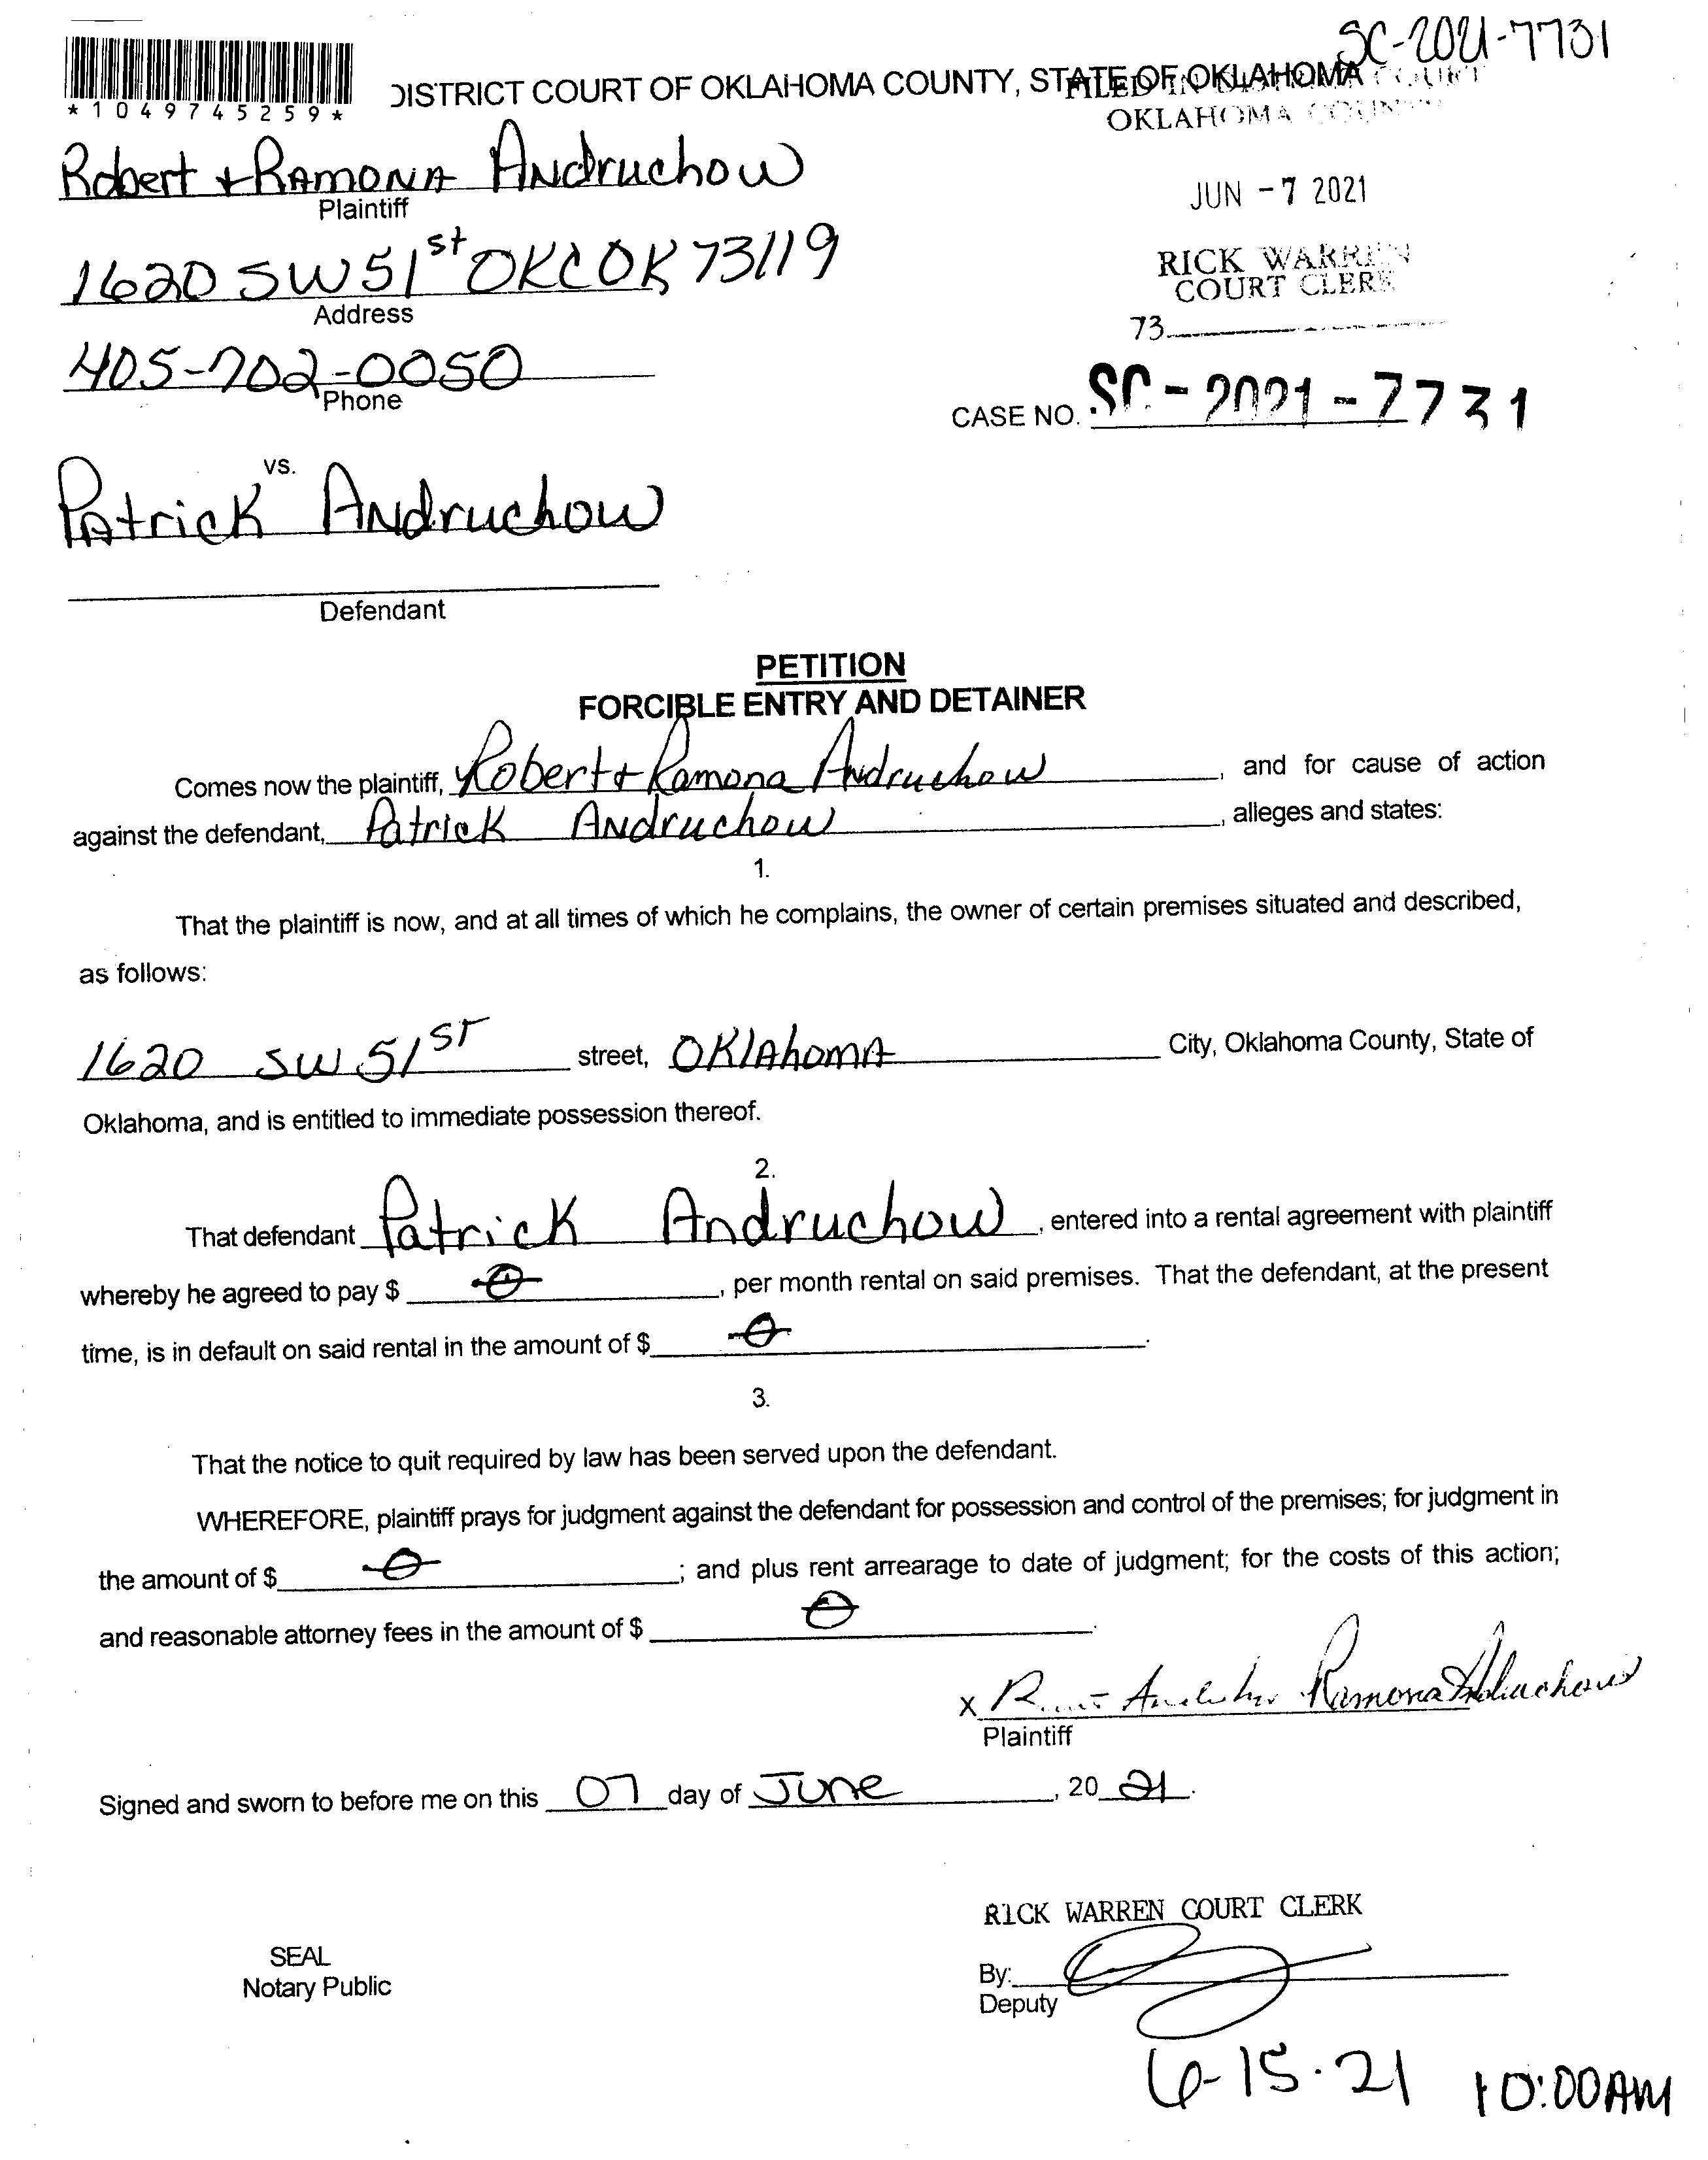 SC-2021-7731
*1049745259*
DISTRICT COURT OF OKLAHOMA COUNTY, STATE OF OKLAHOMA
FILED IN DISTRICT COURT
OKLAHOMA COUNTY
Robert + Ramona Andruchow
Plaintiff
JUN -7 2021
1620 SW 51st OKC OK 73119
Address
RICK WARREN
COURT CLERK
73
405-702-0050
Phone
CASE NO. SC-2021-7731
vs.
Patrick Andruchow
Defendant
PETITION
FORCIBLE ENTRY AND DETAINER
Comes now the plaintiff, Robert + Ramona Andruchow, and for cause of action
against the defendant, Patrick Andruchow, alleges and states:
1.
That the plaintiff is now, and at all times of which he complains, the owner of certain premises situated and described,
as follows:
1620 SW 51ST street, OKlAhomA City, Oklahoma County, State of
Oklahoma, and is entitled to immediate possession thereof.
2.
That defendant Patrick Andruchow, entered into a rental agreement with plaintiff
whereby he agreed to pay $ 0, per month rental on said premises. That the defendant, at the present
time, is in default on said rental in the amount of $ 0.
3.
That the notice to quit required by law has been served upon the defendant.
WHEREFORE, plaintiff prays for judgment against the defendant for possession and control of the premises; for judgment in
the amount of $ 0; and plus rent arrearage to date of judgment; for the costs of this action;
and reasonable attorney fees in the amount of $ 0.
x Ramona Andruchow
Plaintiff
Signed and sworn to before me on this 07 day of June, 20 21.
RICK WARREN COURT CLERK
SEAL
Notary Public
By:
Deputy
6-15-21 10:00AM